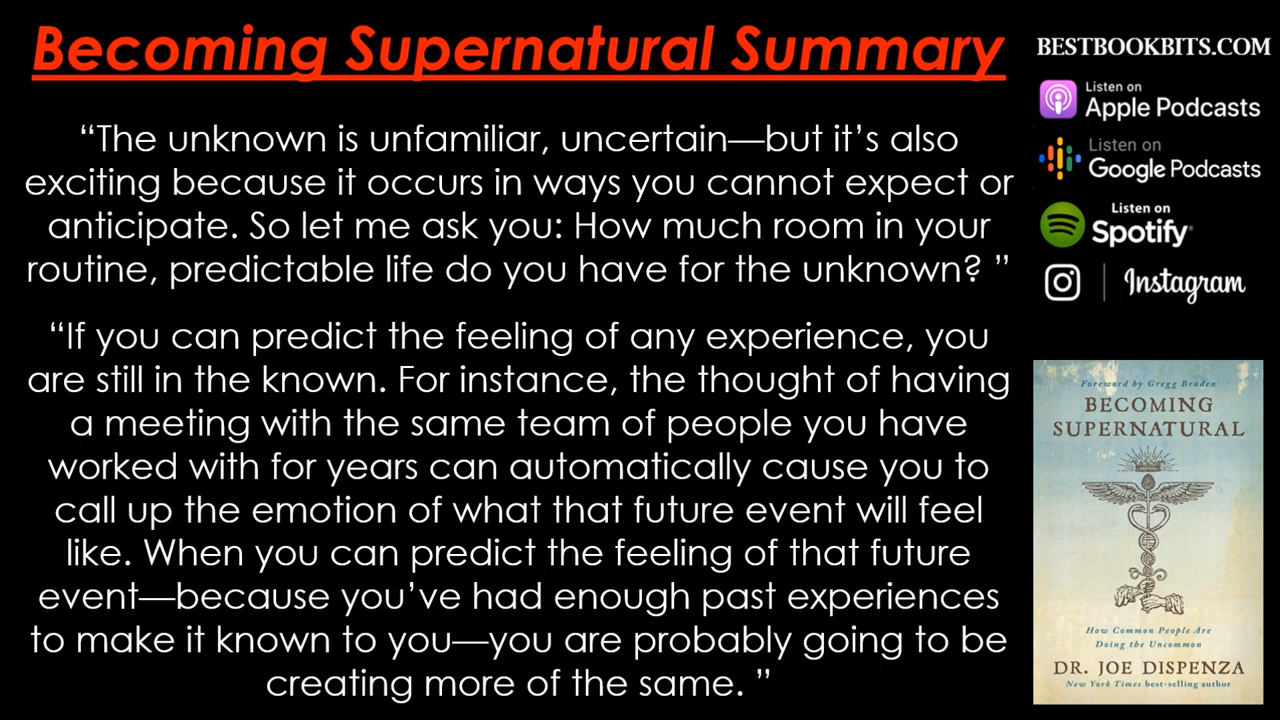 Becoming Supernatural Summary
“The unknown is unfamiliar, uncertain—but it’s also
exciting because it occurs in ways you cannot expect or
anticipate. So let me ask you: How much room in your
routine, predictable life do you have for the unknown? ”
“If you can predict the feeling of any experience, you
are still in the known. For instance, the thought of having
a meeting with the same team of people you have
worked with for years can automatically cause you to
call up the emotion of what that future event will feel
like. When you can predict the feeling of that future
event—because you’ve had enough past experiences
to make it known to you—you are probably going to be
creating more of the same. ”
BESTBOOKBITS.COM
Listen on
Apple Podcasts
Listen on
Google Podcasts
Listen on
Spotify
Instagram
Foreword by Gregg Braden
BECOMING
SUPERNATURAL
How Common People Are
Doing the Uncommon
DR. JOE DISPENZA
New York Times best-selling author